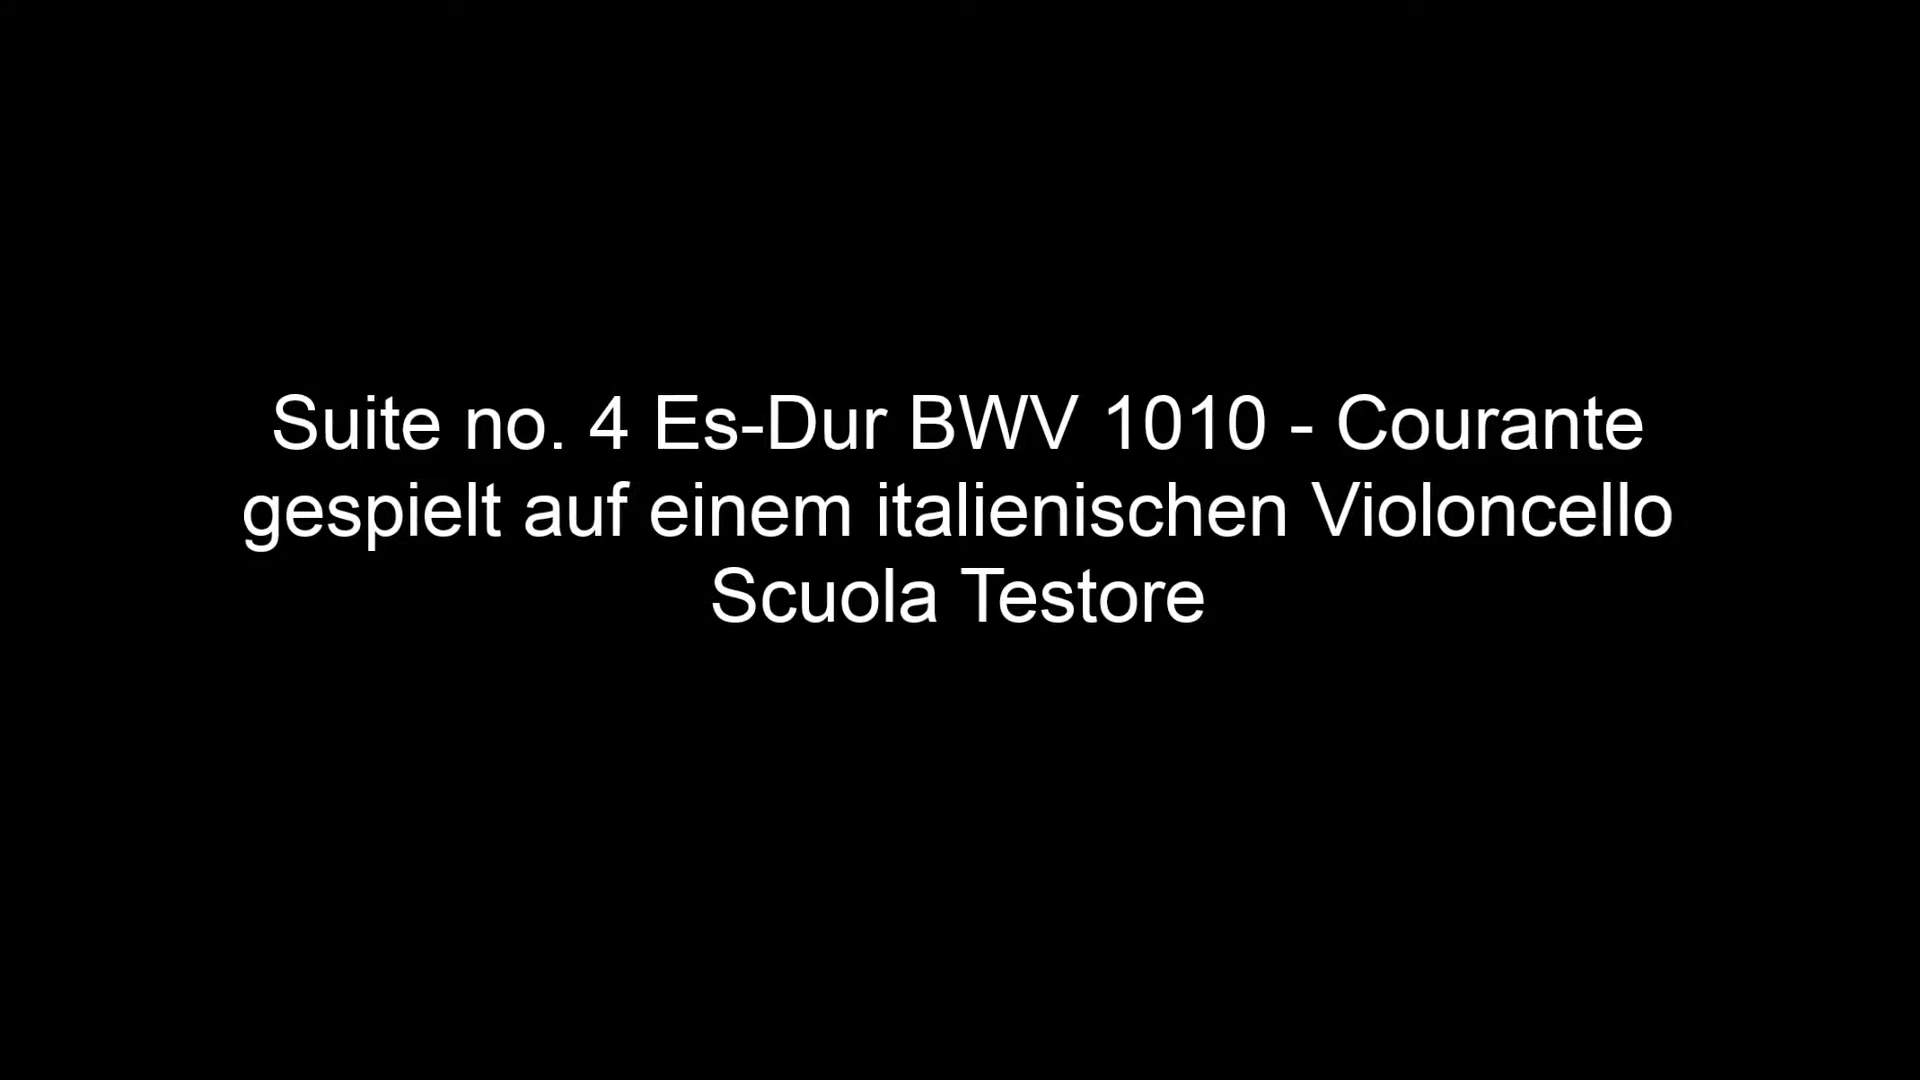 Suite no. 4 Es-Dur BWV 1010 - Courante
gespielt auf einem italienischen Violoncello
Scuola Testore